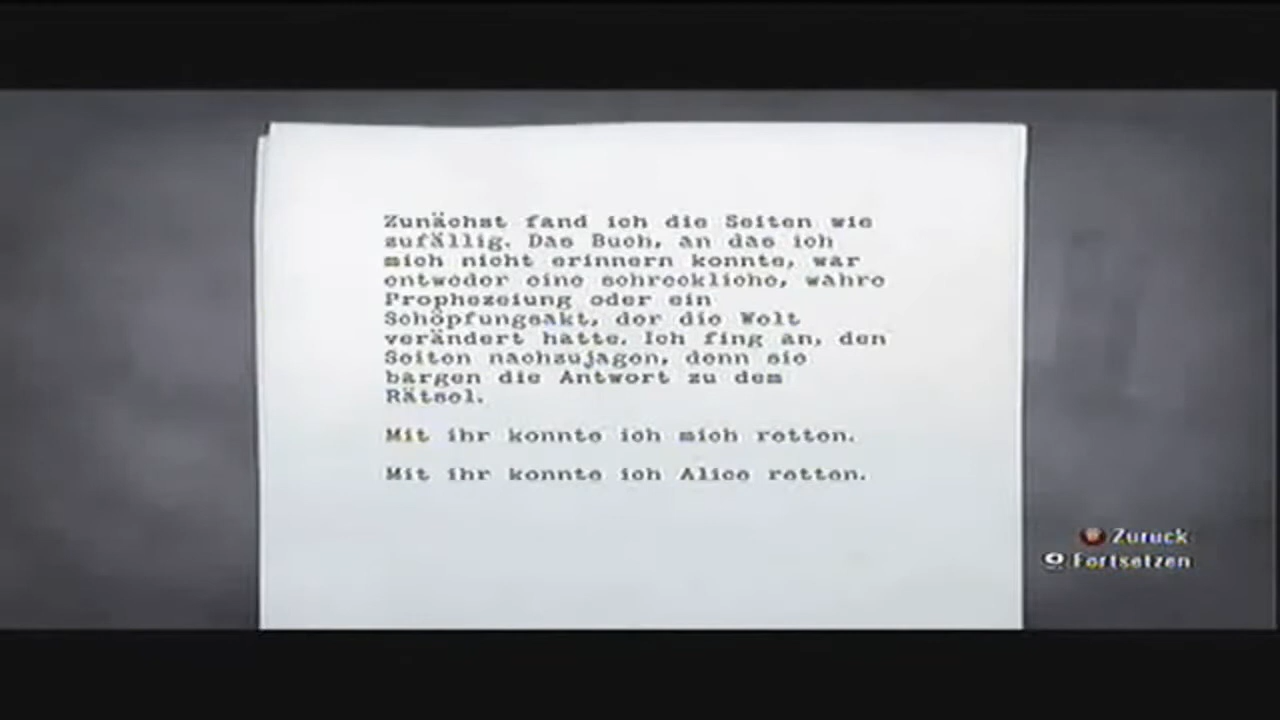 Zunächst fand ich die Seiten wie
zufällig. Das Buch, an das ich
mich nicht erinnern konnte, war
entweder eine schreckliche, wahre
Prophezeiung oder ein
Schöpfungsakt, der die Welt
verändert hatte. Ich fing an, den
Seiten nachzujagen, denn sie
bargen die Antwort zu dem
Rätsel.
Mit ihr konnte ich mich retten.
Mit ihr konnte ich Alice retten.
Zurück
Fortsetzen